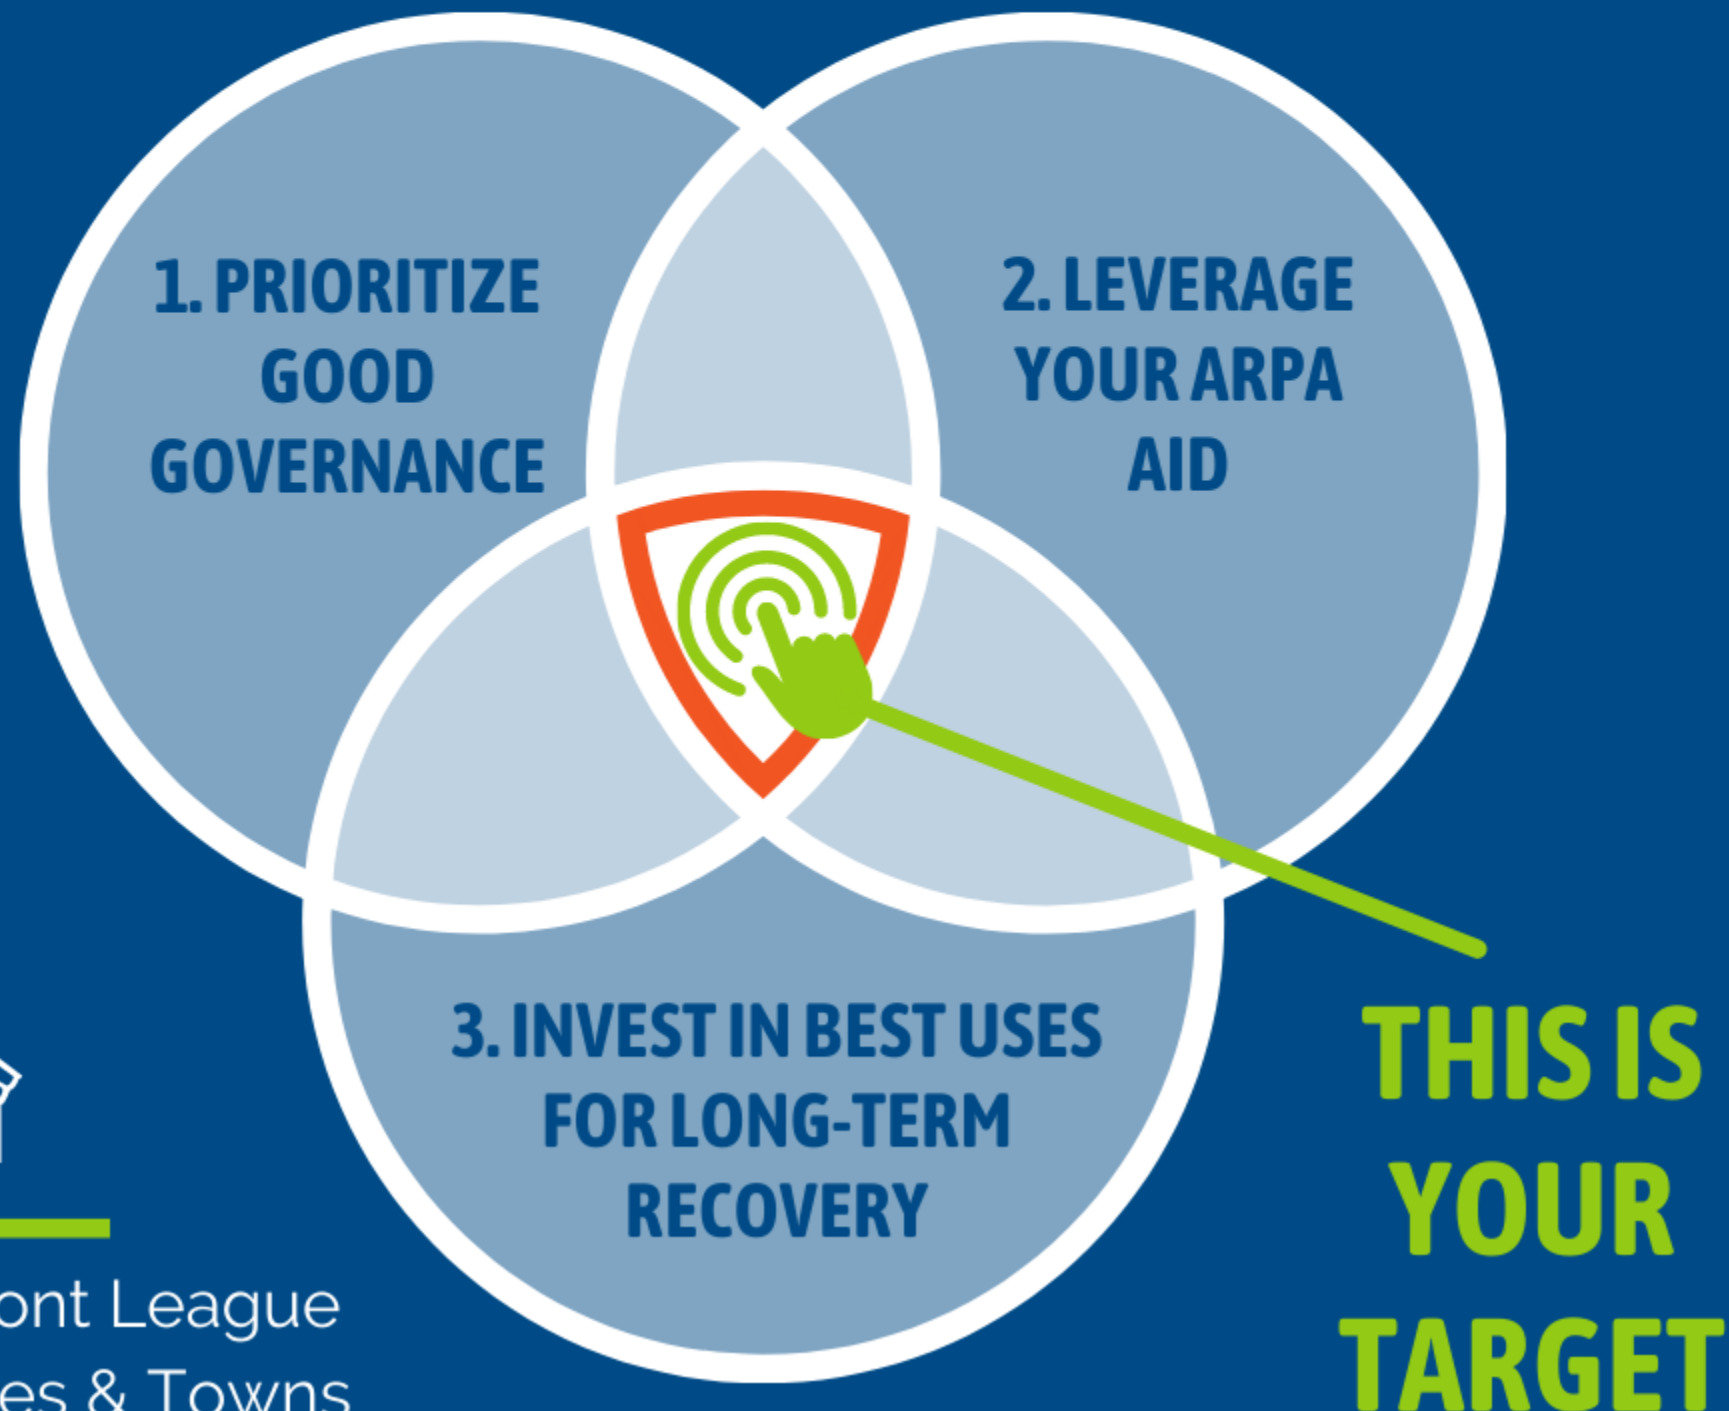 1. PRIORITIZE
GOOD
GOVERNANCE
2. LEVERAGE
YOUR ARPA
AID
3. INVEST IN BEST USES
FOR LONG-TERM
RECOVERY
THIS IS
YOUR
TARGET
ont League
es & Towns